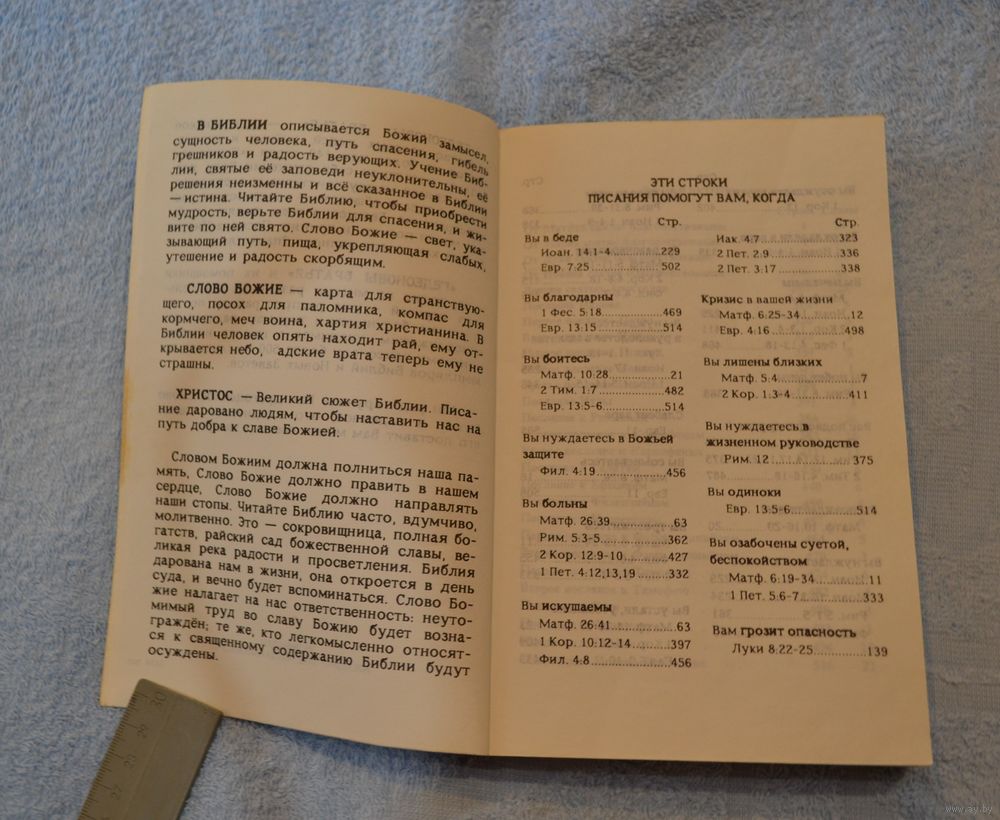 В БИБЛИИ описывается Божий замысел,
сущность человека, путь спасения, гибель
грешников и радость верующих. Учение Биб-
лии, святые её заповеди неуклонительны, её
решения неизменны и всё сказанное в Библии
—истина. Читайте Библию, чтобы приобрести
мудрость, верьте Библии для спасения, и жи-
вите по ней свято. Слово Божие — свет, ука-
зывающий путь, пища, укрепляющая слабых,
утешение и радость скорбящим.
СЛОВО БОЖИЕ — карта для странствую-
щего, посох для паломника, компас для
кормчего, меч воина, хартия христианина. В
Библии человек опять находит рай, ему от-
крывается небо, адские врата теперь ему не
страшны.
ХРИСТОС —Великий сюжет Библии. Писа-
ние даровано людям, чтобы наставить нас на
путь добра к славе Божией.
Словом Божиим должна полниться наша па-
мять, Слово Божие должно править в нашем
сердце, Слово Божие должно направлять
наши стопы. Читайте Библию часто, вдумчиво,
молитвенно. Это — сокровищница, полная бо-
гатств, райский сад божественной славы, ве-
ликая река радости и просветления. Библия
дарована нам в жизни, она откроется в день
суда, и вечно будет вспоминаться. Слово Бо-
жие налагает на нас ответственность: неуто-
мимый труд во славу Божию будет возна-
граждён; те же, кто легкомысленно относят-
ся к священному содержанию Библии будут
осуждены.
ЭТИ СТРОКИ
ПИСАНИЯ ПОМОГУТ ВАМ, КОГДА
Стр.
Вы в беде
Иоан. 14.1-4..............229
Евр. 7:25..............502
Вы благодарны
1 Фес. 5:18..............469
Евр. 13:15..............514
Вы боитесь
Матф. 10:28..............21
2 Тим. 1:7..............482
Евр. 13:5-6..............514
Вы нуждаетесь в Божьей
защите
Фил. 4:19..............456
Вы больны
Матф. 26:39..............63
Рим. 5:3-5..............362
2 Кор. 12:9-10..............427
1 Пет. 4:12,13,19..............332
Вы искушаемы
Матф. 26:41..............63
1 Кор. 10:12-14..............397
Фил. 4:8..............456
Стр.
Иак. 4:7..............323
2 Пет. 2:9..............336
2 Пет. 3:17..............338
Кризис в вашей жизни
Матф. 6:25-34..............12
Евр. 4:16..............498
Вы лишены близких
Матф. 5:4..............7
2 Кор. 1:3-4..............411
Вы нуждаетесь в
жизненном руководстве
Рим. 12..............375
Вы одиноки
Евр. 13:5-6..............514
Вы озабочены суетой,
беспокойством
Матф. 6:19-34..............11
1 Пет. 5:6-7..............333
Вам грозит опасность
Луки 8:22-25..............139
30
29
28
27
www.ay.by